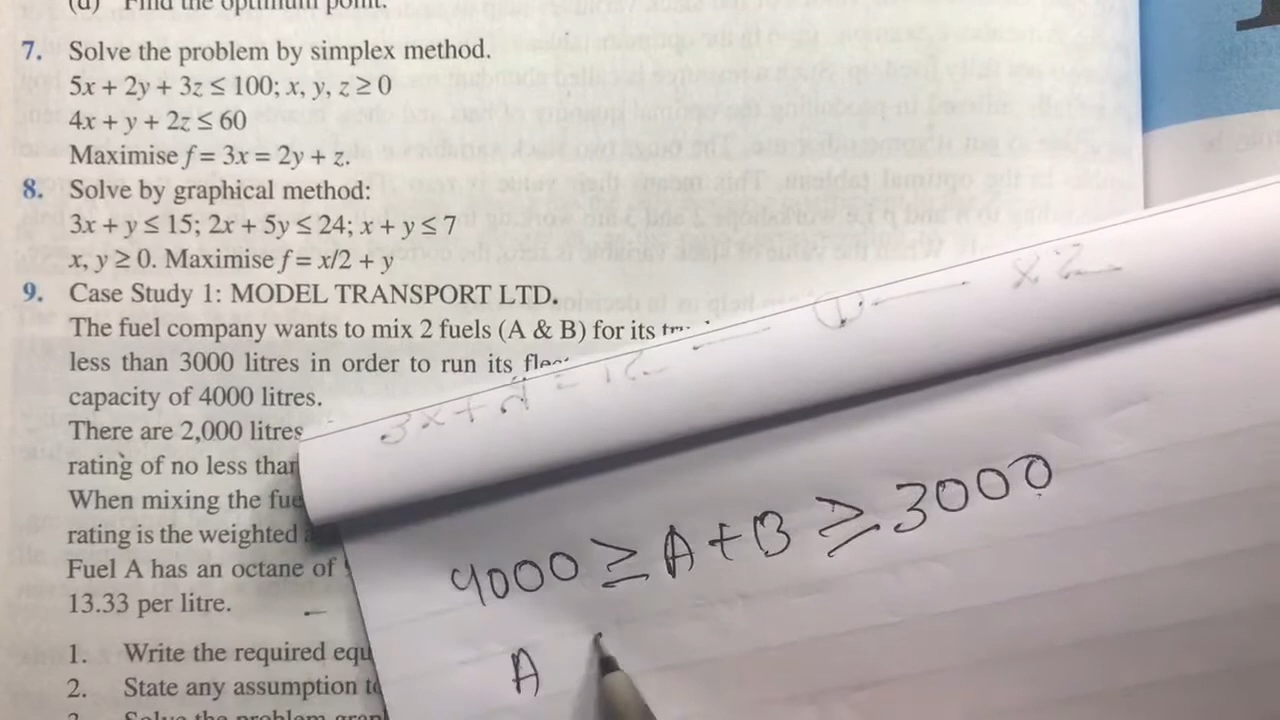 (d) Find the optimum point.
7. Solve the problem by simplex method.
5x + 2y + 3z ≤ 100; x, y, z ≥ 0
4x + y + 2z ≤ 60
Maximise f = 3x = 2y + z.
8. Solve by graphical method:
3x + y ≤ 15; 2x + 5y ≤ 24; x + y ≤ 7
x, y ≥ 0. Maximise f = x/2 + y
9. Case Study 1: MODEL TRANSPORT LTD.
The fuel company wants to mix 2 fuels (A & B) for its
less than 3000 litres in order to run its
capacity of 4000 litres.
There are 2,000 litres
rating of no less than
When mixing the
rating is the weighted
Fuel A has an octane of
13.33 per litre.
1. Write the required
2. State any assumption
4000 ≥ A + B ≥ 3000
A